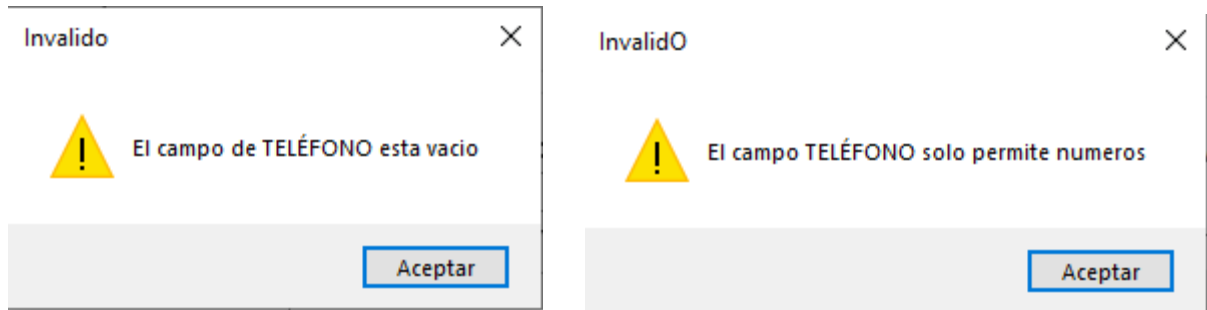 Invalido
El campo de TELÉFONO esta vacio
Aceptar
InvalidO
El campo TELÉFONO solo permite numeros
Aceptar